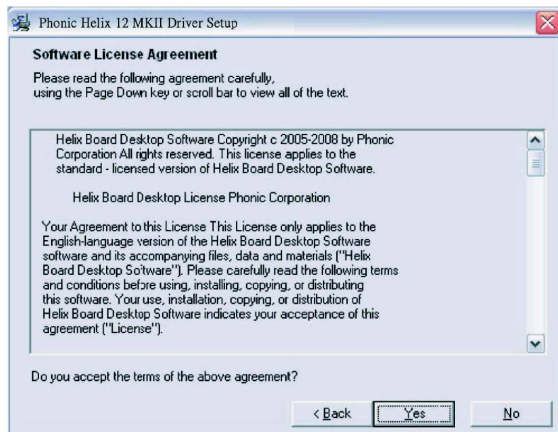 Phonic Helix 12 MKII Driver Setup
Software License Agreement
Please read the following agreement carefully,
using the Page Down key or scroll bar to view all of the text.
Helix Board Desktop Software Copyright c 2005-2008 by Phonic
Corporation All rights reserved. This license applies to the
standard - licensed version of Helix Board Desktop Software.
Helix Board Desktop License Phonic Corporation
Your Agreement to this License This License only applies to the
English-language version of the Helix Board Desktop Software
software and its accompanying files, data and materials ("Helix
Board Desktop Software"). Please carefully read the following terms
and conditions before using, installing, copying, or distributing
this software. Your use, installation, copying, or distribution of
Helix Board Desktop Software indicates your acceptance of this
agreement ("License").
Do you accept the terms of the above agreement?
< Back
Yes
No